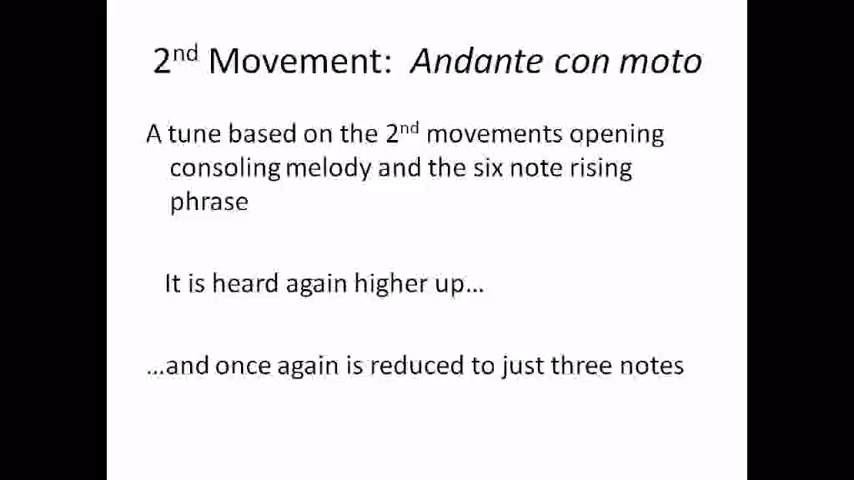 2nd Movement: Andante con moto
A tune based on the 2nd movements opening
consoling melody and the six note rising
phrase
It is heard again higher up...
...and once again is reduced to just three notes